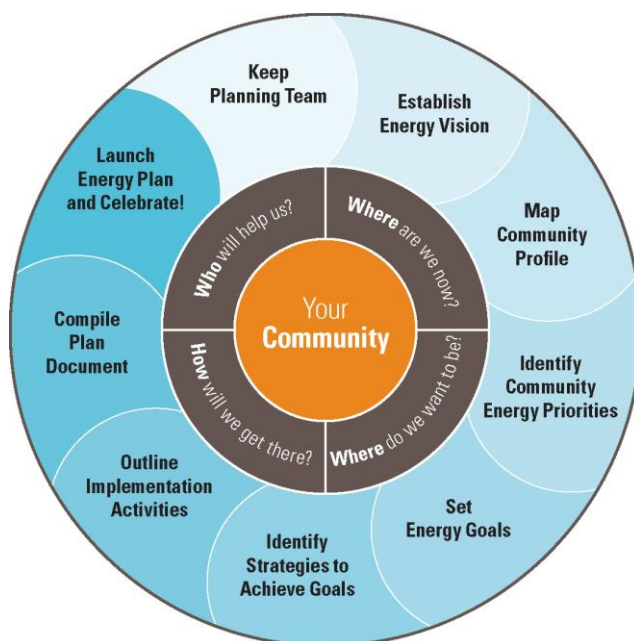 Keep
Planning Team
Establish
Energy Vision
Map
Community
Profile
Identify
Community
Energy Priorities
Set
Energy Goals
Identify
Strategies to
Achieve Goals
Outline
Implementation
Activities
Compile
Plan
Document
Launch
Energy Plan
and Celebrate!
Who will help us?
Where are we now?
Where do we want to be?
How will we get there?
Your
Community